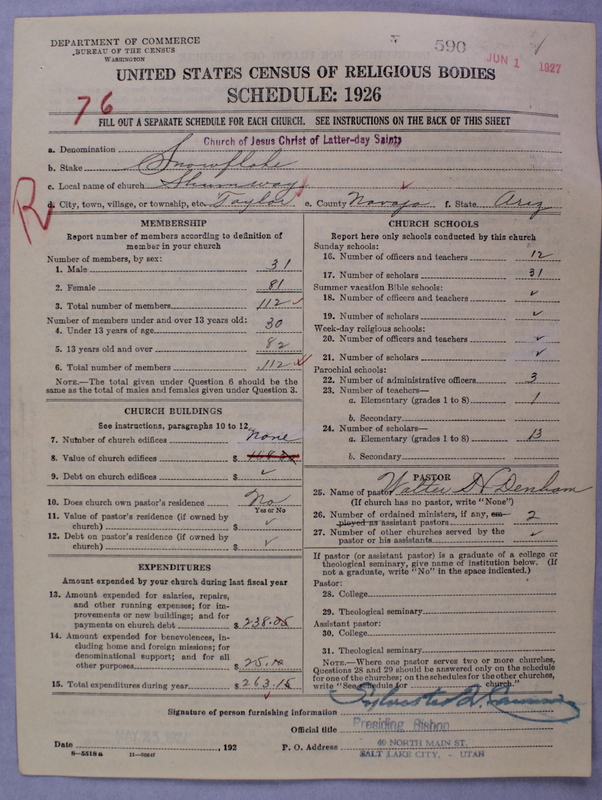 DEPARTMENT OF COMMERCE
BUREAU OF THE CENSUS
WASHINGTON
590
JUN 1 1927
UNITED STATES CENSUS OF RELIGIOUS BODIES
SCHEDULE: 1926
76
FILL OUT A SEPARATE SCHEDULE FOR EACH CHURCH. SEE INSTRUCTIONS ON THE BACK OF THIS SHEET
a. Denomination Church of Jesus Christ of Latter-day Saints
b. Stake Snowflake
c. Local name of church Shumway
R
d. City, town, village, or township, etc. Taylor e. County Navajo f. State Ariz
MEMBERSHIP
Report number of members according to definition of
member in your church
Number of members, by sex:
1. Male 31
2. Female 81
3. Total number of members 112
Number of members under and over 13 years old:
4. Under 13 years of age 30
5. 13 years old and over 82
6. Total number of members 112
NOTE.—The total given under Question 6 should be the
same as the total of males and females given under Question 3.
CHURCH BUILDINGS
See instructions, paragraphs 10 to 12
7. Number of church edifices None
8. Value of church edifices $
9. Debt on church edifices $ ✓
10. Does church own pastor's residence No
Yes or No
11. Value of pastor's residence (if owned by
church) $ ✓
12. Debt on pastor's residence (if owned by
church) $ ✓
EXPENDITURES
Amount expended by your church during last fiscal year
13. Amount expended for salaries, repairs,
and other running expenses; for im-
provements or new buildings; and for
payments on church debt $ 238.05
14. Amount expended for benevolences, in-
cluding home and foreign missions; for
denominational support; and for all
other purposes $ 25.10
15. Total expenditures during year $ 263.15
CHURCH SCHOOLS
Report here only schools conducted by this church
Sunday schools:
16. Number of officers and teachers 12
17. Number of scholars 31
Summer vacation Bible schools:
18. Number of officers and teachers ✓
19. Number of scholars ✓
Week-day religious schools:
20. Number of officers and teachers ✓
21. Number of scholars ✓
Parochial schools:
22. Number of administrative officers 3
23. Number of teachers—
a. Elementary (grades 1 to 8) 1
b. Secondary
24. Number of scholars—
a. Elementary (grades 1 to 8) 13
b. Secondary
PASTOR
25. Name of pastor Walter D Denham
(If church has no pastor, write "None")
26. Number of ordained ministers, if any, em-
ployed as assistant pastors 2
27. Number of other churches served by the
pastor or his assistants ✓
If pastor (or assistant pastor) is a graduate of a college or
theological seminary, give name of institution below. (If
not a graduate, write "No" in the space indicated.)
Pastor:
28. College
29. Theological seminary
Assistant pastor:
30. College
31. Theological seminary
NOTE.—Where one pastor serves two or more churches,
Questions 28 and 29 should be answered only on the schedule
for one of the churches; on the schedules for the other churches,
write "See schedule for church."
Signature of person furnishing information Sylvester Q. Cannon
Official title Presiding Bishop
Date MAY 25 1927, 192 P. O. Address 40 NORTH MAIN ST.
SALT LAKE CITY, - UTAH
8-5518a